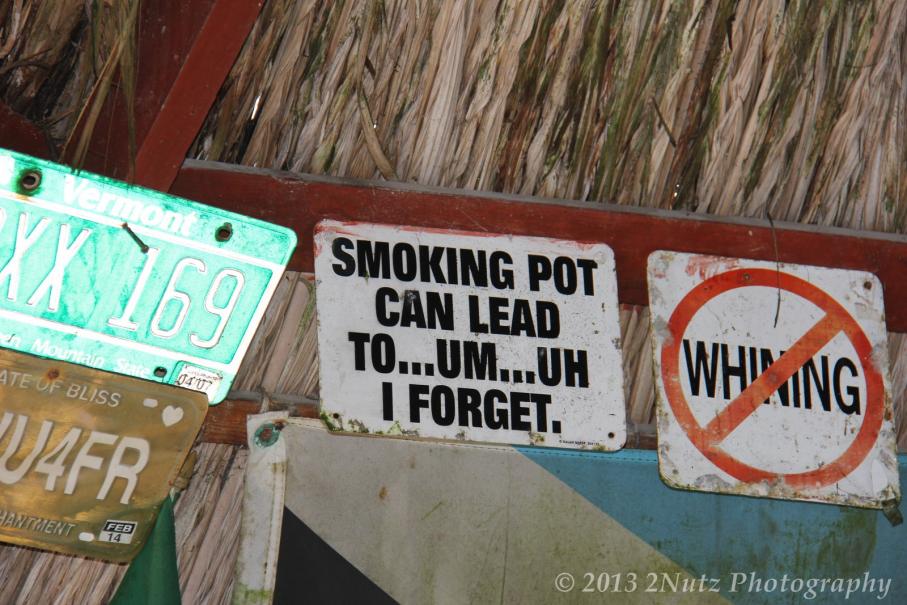 Vermont
XX 169
Mountain State
04 07
ATE OF BLISS
U4FR
HANTMENT
FEB
14
SMOKING POT
CAN LEAD
TO...UM...UH
I FORGET.
WHINING
© 2013 2Nutz Photography